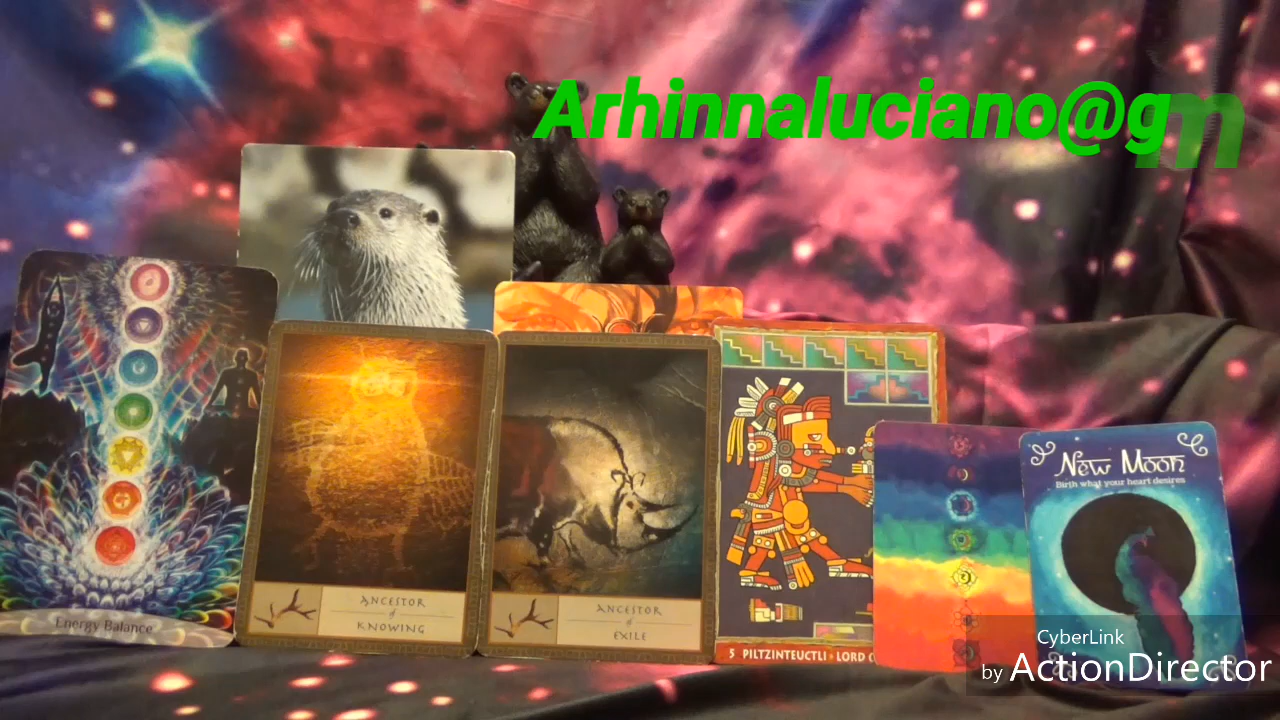 Arhinnaluciano@gm
New Moon
Birth what your heart desires
ANCESTOR
of
KNOWING
ANCESTOR
of
EXILE
Energy Balance
5 PILTZINTEUCTLI • LORD
CyberLink
by ActionDirector